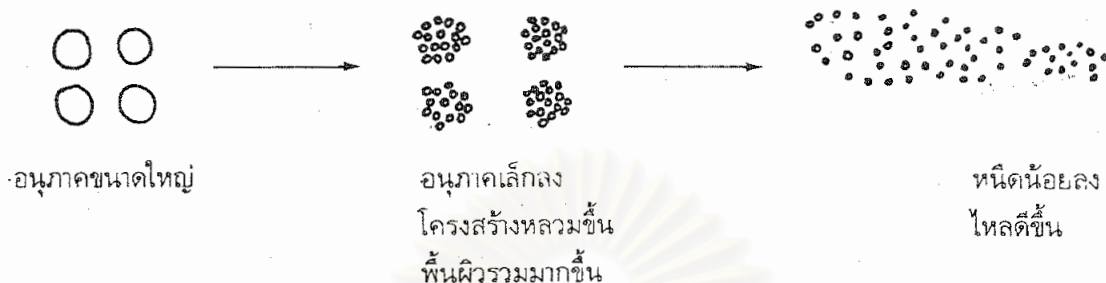 อนุภาคขนาดใหญ่
อนุภาคเล็กลง
โครงสร้างหลวมขึ้น
พื้นผิวรวมมากขึ้น
หนืดน้อยลง
ไหลดีขึ้น